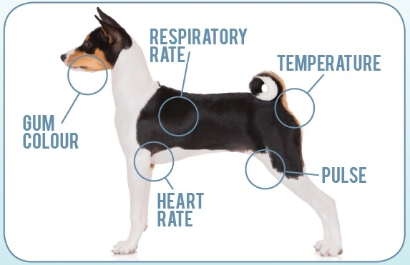 RESPIRATORY
RATE
TEMPERATURE
GUM
COLOUR
PULSE
HEART
RATE